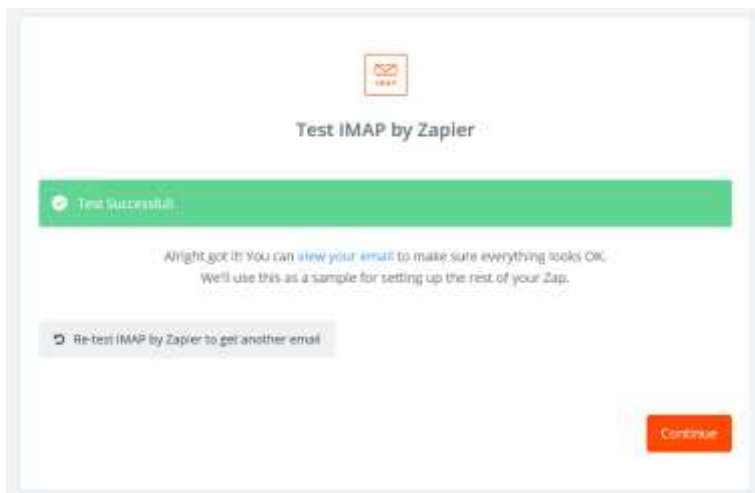 IMAP
Test IMAP by Zapier
Test Successful!
Alright got it! You can view your email to make sure everything looks OK.
We'll use this as a sample for setting up the rest of your Zap.
Re-test IMAP by Zapier to get another email
Continue